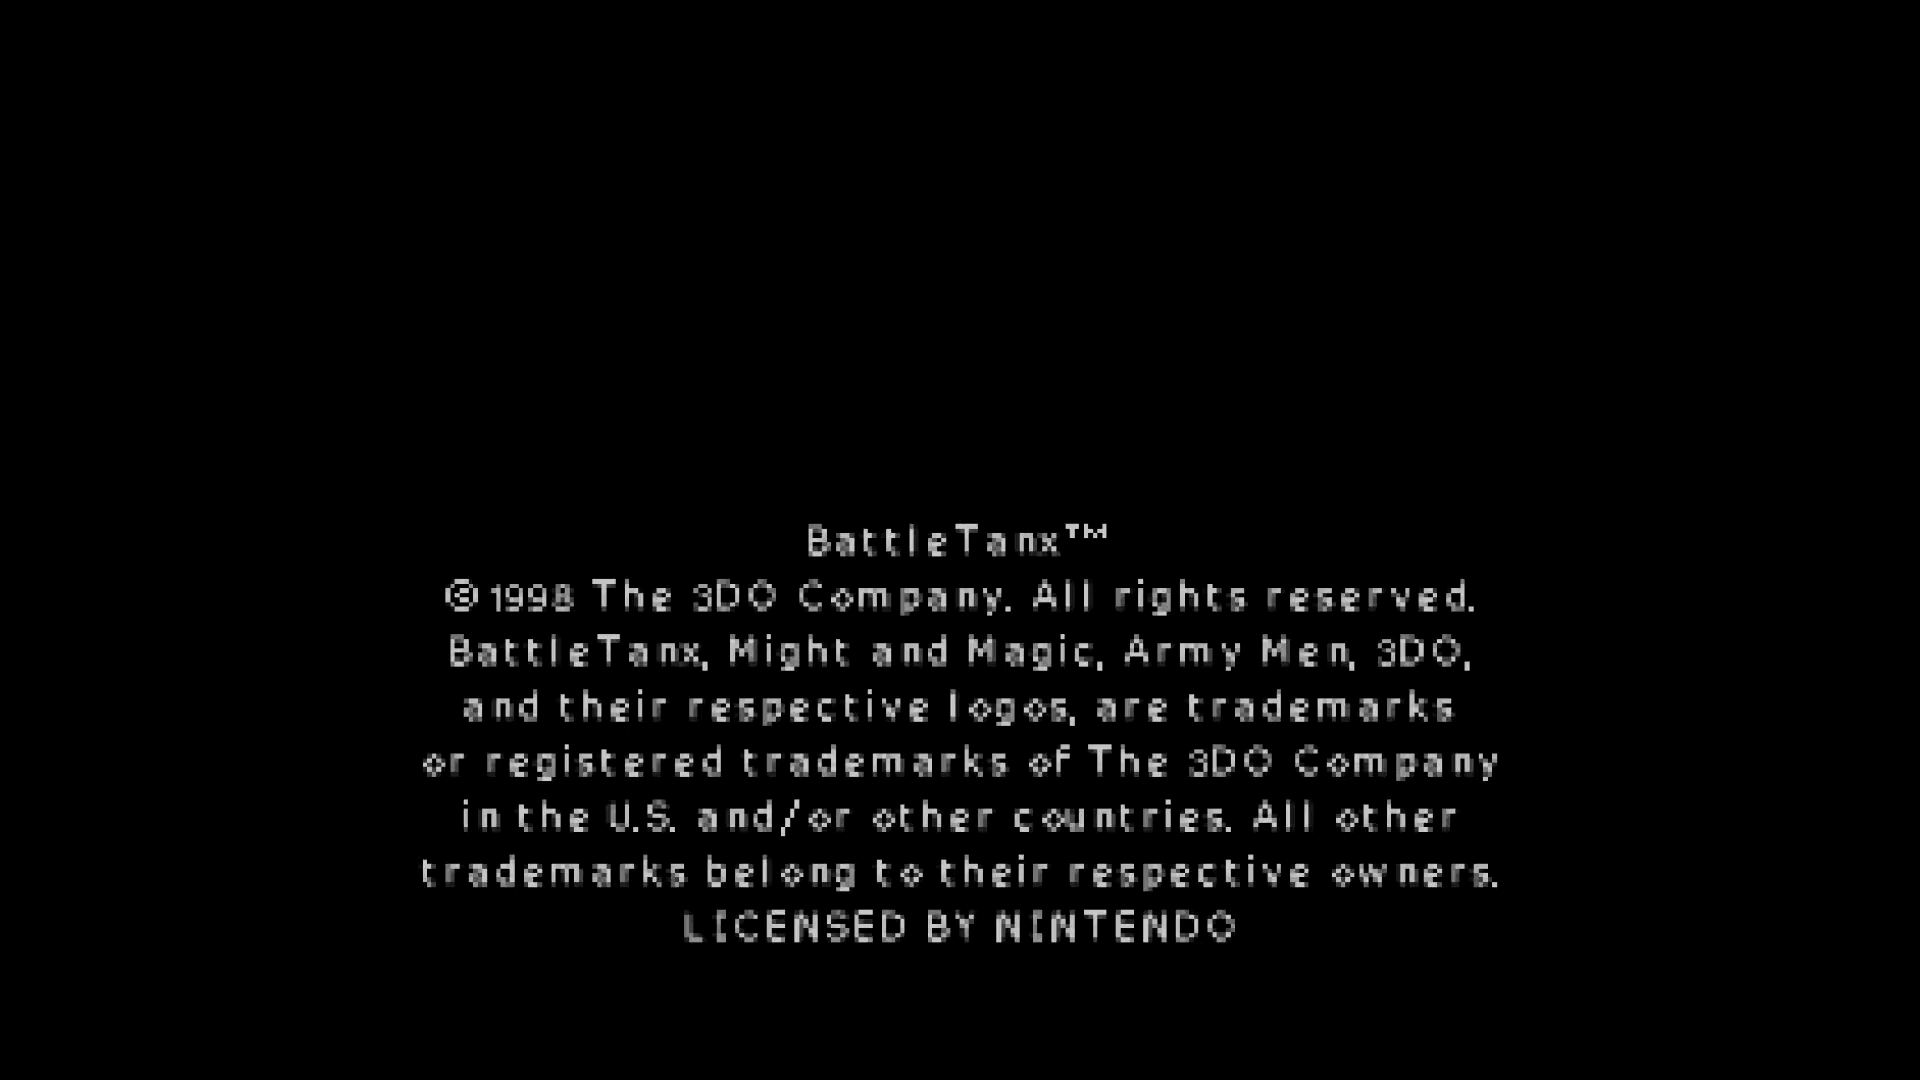 BattleTanx™
© 1998 The 3DO Company. All rights reserved.
BattleTanx, Might and Magic, Army Men, 3DO,
and their respective logos, are trademarks
or registered trademarks of The 3DO Company
in the U.S. and/or other countries. All other
trademarks belong to their respective owners.
LICENSED BY NINTENDO